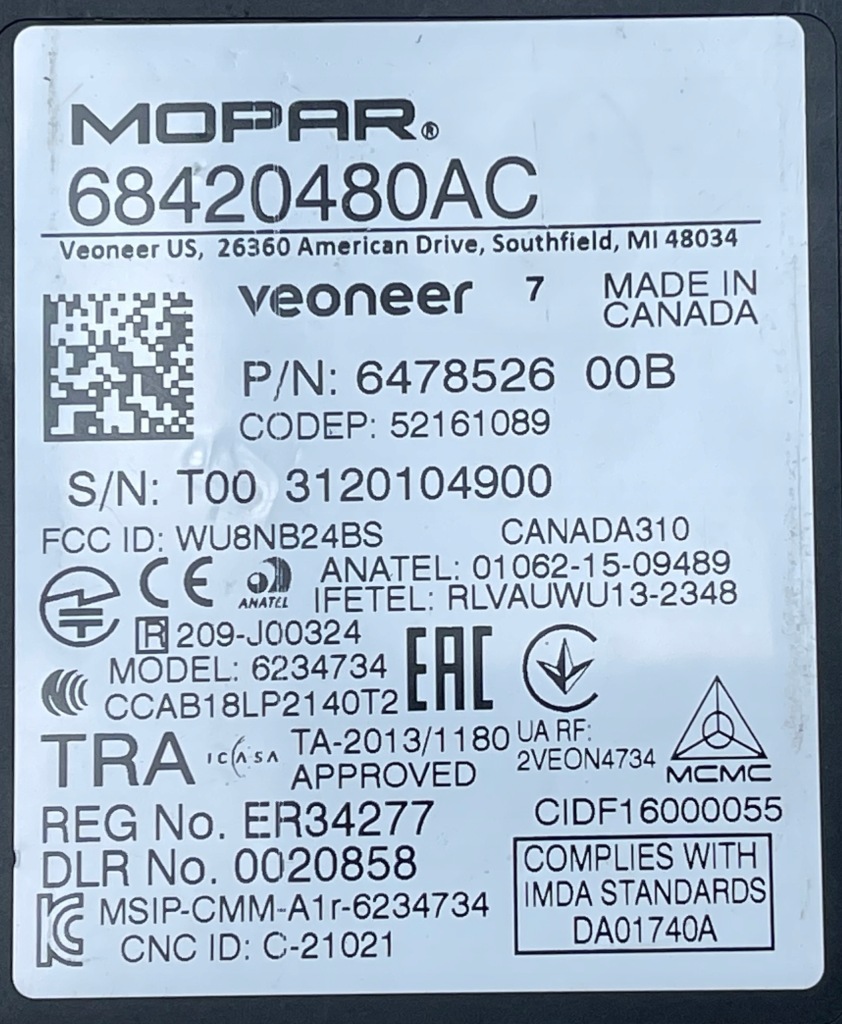 MOPAR®
68420480AC
Veoneer US, 26360 American Drive, Southfield, MI 48034
veoneer 7 MADE IN CANADA
P/N: 6478526 00B
CODEP: 52161089
S/N: T00 3120104900
FCC ID: WU8NB24BS CANADA310
CE ANATEL ANATEL: 01062-15-09489
IFETEL: RLVAUWU13-2348
R 209-J00324
MODEL: 6234734 EAC
CCAB18LP2140T2
TRA ICASA TA-2013/1180 APPROVED
UA RF: 2VEON4734
MCMC
REG No. ER34277 CIDF16000055
DLR No. 0020858
COMPLIES WITH
IMDA STANDARDS
DA01740A
KC MSIP-CMM-A1r-6234734
CNC ID: C-21021